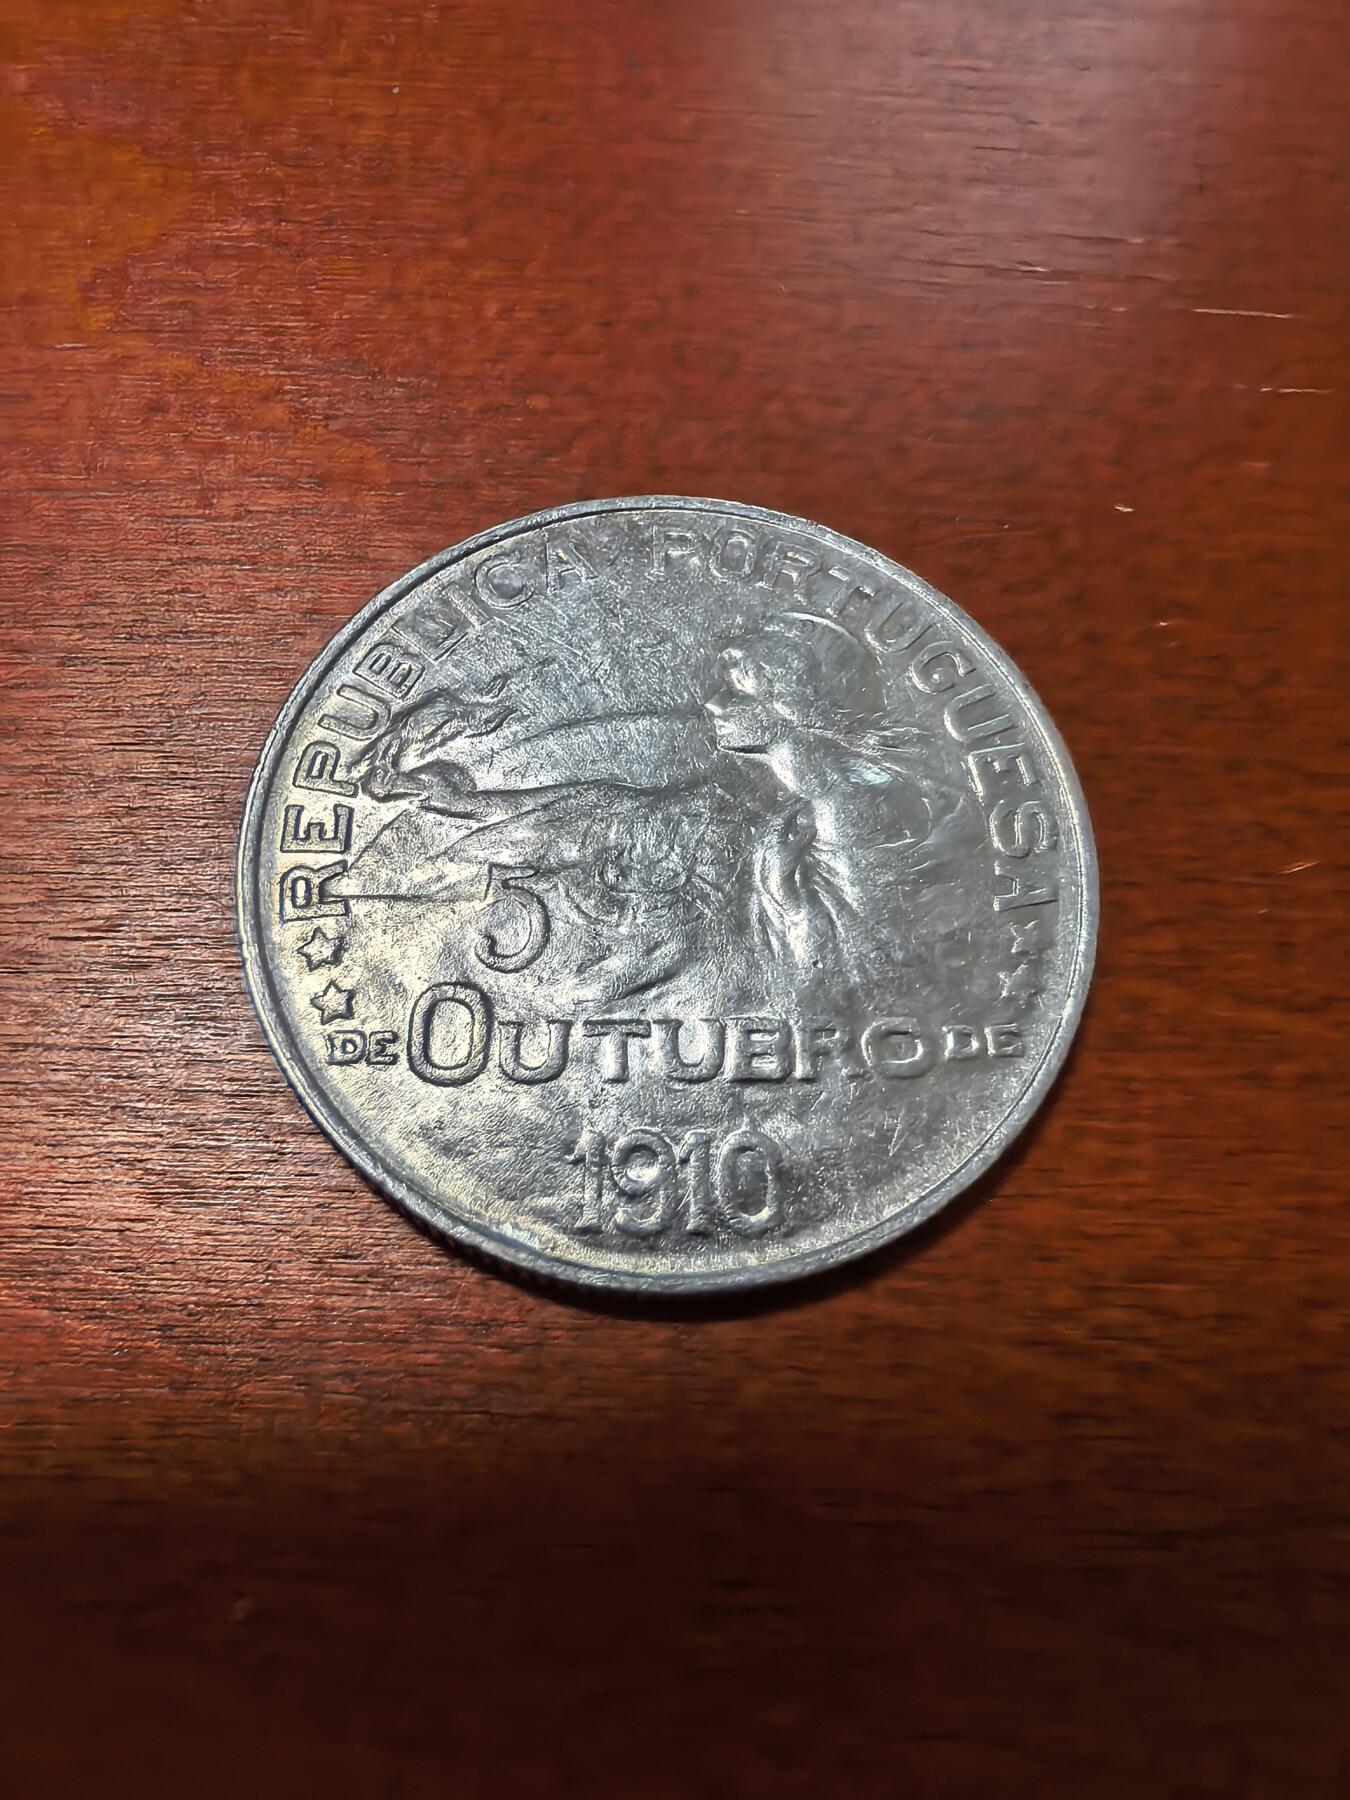 REPUBLICA PORTUGUESA
5
DE OUTUBRO DE
1910